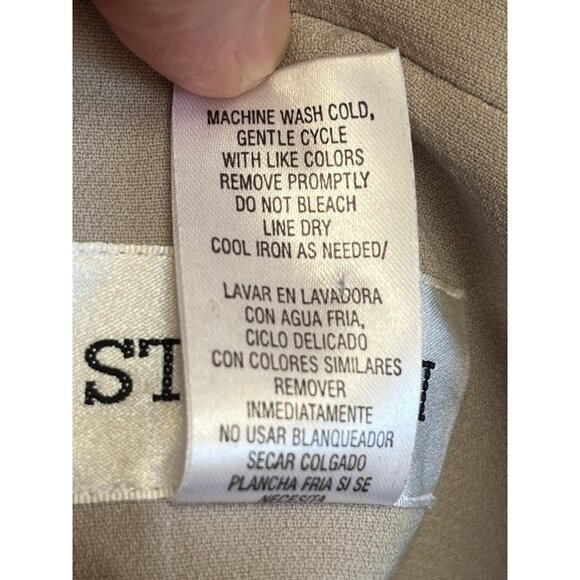 MACHINE WASH COLD,
GENTLE CYCLE
WITH LIKE COLORS
REMOVE PROMPTLY
DO NOT BLEACH
LINE DRY
COOL IRON AS NEEDED/
LAVAR EN LAVADORA
CON AGUA FRIA,
CICLO DELICADO
CON COLORES SIMILARES
REMOVER
INMEDIATAMENTE
NO USAR BLANQUEADOR
SECAR COLGADO
PLANCHA FRIA SI SE
NECESITA
ST